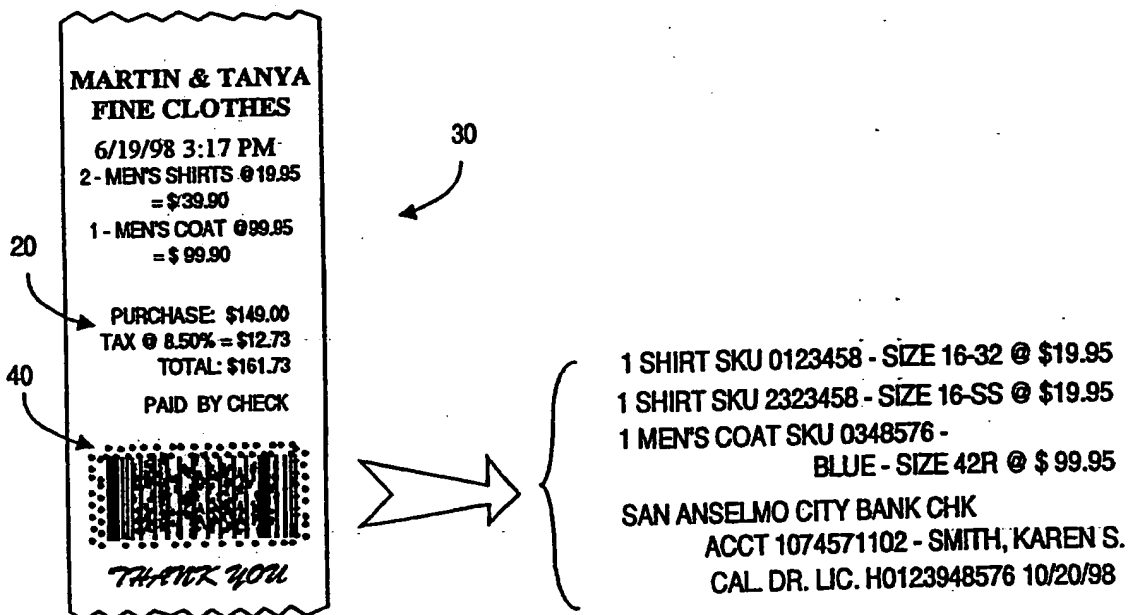 MARTIN & TANYA
FINE CLOTHES
6/19/98 3:17 PM
2 - MEN'S SHIRTS @19.95
= $39.90
1 - MEN'S COAT @99.95
= $ 99.90
PURCHASE: $149.00
TAX @ 8.50% = $12.73
TOTAL: $161.73
PAID BY CHECK
THANK YOU
20
40
30
1 SHIRT SKU 0123458 - SIZE 16-32 @ $19.95
1 SHIRT SKU 2323458 - SIZE 16-SS @ $19.95
1 MEN'S COAT SKU 0348576 -
BLUE - SIZE 42R @ $ 99.95
SAN ANSELMO CITY BANK CHK
ACCT 1074571102 - SMITH, KAREN S.
CAL. DR. LIC. H0123948576 10/20/98